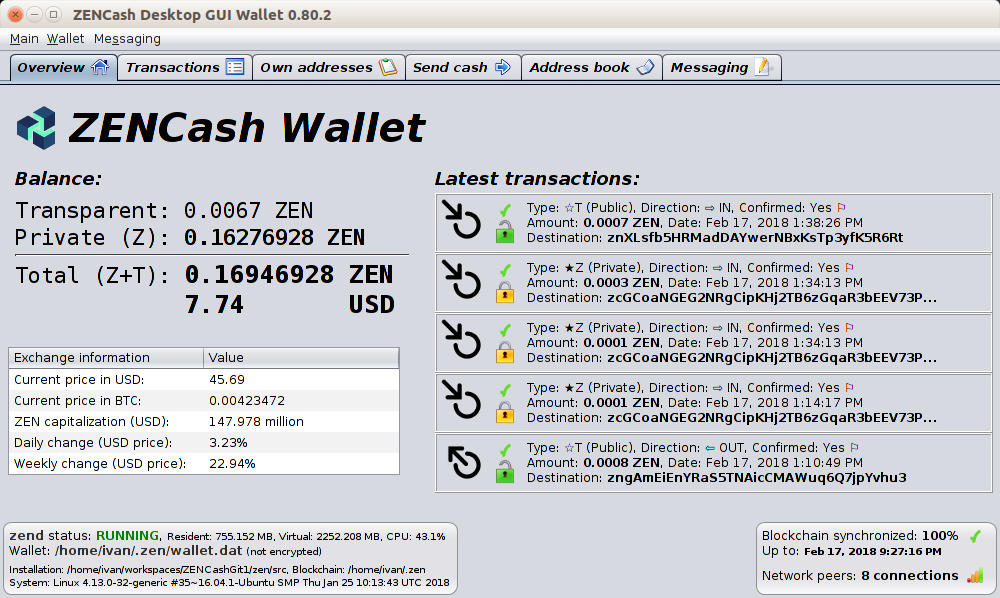 ZENCash Desktop GUI Wallet 0.80.2
Main Wallet Messaging
Overview Transactions Own addresses Send cash Address book Messaging
ZENCash Wallet
Balance:
Transparent: 0.0067 ZEN
Private (Z): 0.16276928 ZEN
Total (Z+T): 0.16946928 ZEN
7.74 USD
Exchange information Value
Current price in USD: 45.69
Current price in BTC: 0.00423472
ZEN capitalization (USD): 147.978 million
Daily change (USD price): 3.23%
Weekly change (USD price): 22.94%
Latest transactions:
Type: ☆T (Public), Direction: ⇨ IN, Confirmed: Yes ⚐
Amount: 0.0007 ZEN, Date: Feb 17, 2018 1:38:26 PM
Destination: znXLsfb5HRMadDAYwerNBxKsTp3yfK5R6Rt
Type: ★Z (Private), Direction: ⇨ IN, Confirmed: Yes ⚐
Amount: 0.0003 ZEN, Date: Feb 17, 2018 1:34:13 PM
Destination: zcGCoaNGEG2NRgCipKHj2TB6zGqaR3bEEV73P...
Type: ★Z (Private), Direction: ⇨ IN, Confirmed: Yes ⚐
Amount: 0.0001 ZEN, Date: Feb 17, 2018 1:34:13 PM
Destination: zcGCoaNGEG2NRgCipKHj2TB6zGqaR3bEEV73P...
Type: ★Z (Private), Direction: ⇨ IN, Confirmed: Yes ⚐
Amount: 0.0001 ZEN, Date: Feb 17, 2018 1:14:17 PM
Destination: zcGCoaNGEG2NRgCipKHj2TB6zGqaR3bEEV73P...
Type: ☆T (Public), Direction: ⇦ OUT, Confirmed: Yes ⚐
Amount: 0.0008 ZEN, Date: Feb 17, 2018 1:10:49 PM
Destination: zngAmEiEnYRaS5TNAicCMAWuq6Q7jpYvhu3
zend status: RUNNING, Resident: 755.152 MB, Virtual: 2252.208 MB, CPU: 43.1%
Wallet: /home/ivan/.zen/wallet.dat (not encrypted)
Installation: /home/ivan/workspaces/ZENCashGit1/zen/src, Blockchain: /home/ivan/.zen
System: Linux 4.13.0-32-generic #35~16.04.1-Ubuntu SMP Thu Jan 25 10:13:43 UTC 2018
Blockchain synchronized: 100%
Up to: Feb 17, 2018 9:27:16 PM
Network peers: 8 connections